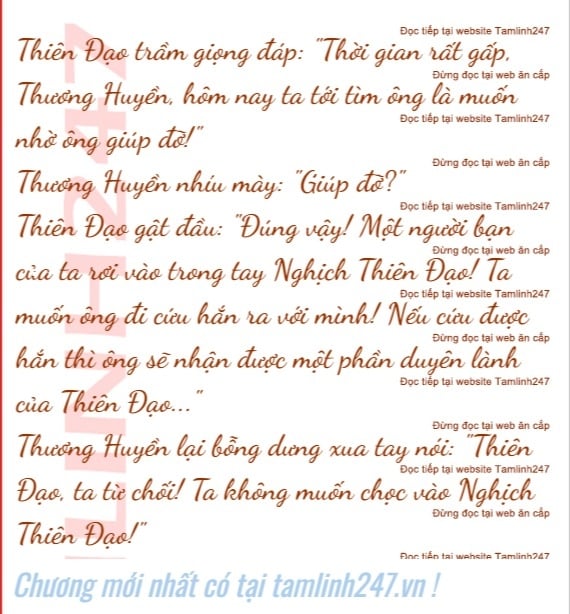 Đọc tiếp tại website Tamlinh247
Thiên Đạo trầm giọng đáp: "Thời gian rất gấp,
Đừng đọc tại web ăn cắp
Thương Huyền, hôm nay ta tới tìm ông là muốn
Đọc tiếp tại website Tamlinh247
nhờ ông giúp đỡ!"
Đừng đọc tại web ăn cắp
Thương Huyền nhíu mày: "Giúp đỡ?"
Đọc tiếp tại website Tamlinh247
Thiên Đạo gật đầu: "Đúng vậy! Một người bạn
Đừng đọc tại web ăn cắp
của ta rơi vào trong tay Nghịch Thiên Đạo! Ta
Đọc tiếp tại website Tamlinh247
muốn ông đi cứu hắn ra với mình! Nếu cứu được
Đừng đọc tại web ăn cắp
hắn thì ông sẽ nhận được một phần duyên lành
Đọc tiếp tại website Tamlinh247
của Thiên Đạo..."
Đừng đọc tại web ăn cắp
Thương Huyền lại bỗng dưng xua tay nói: "Thiên
Đọc tiếp tại website Tamlinh247
Đạo, ta từ chối! Ta không muốn chọc vào Nghịch
Đừng đọc tại web ăn cắp
Thiên Đạo!"
Đọc tiếp tại website Tamlinh247
LINH247
Chương mới nhất có tại tamlinh247.vn !